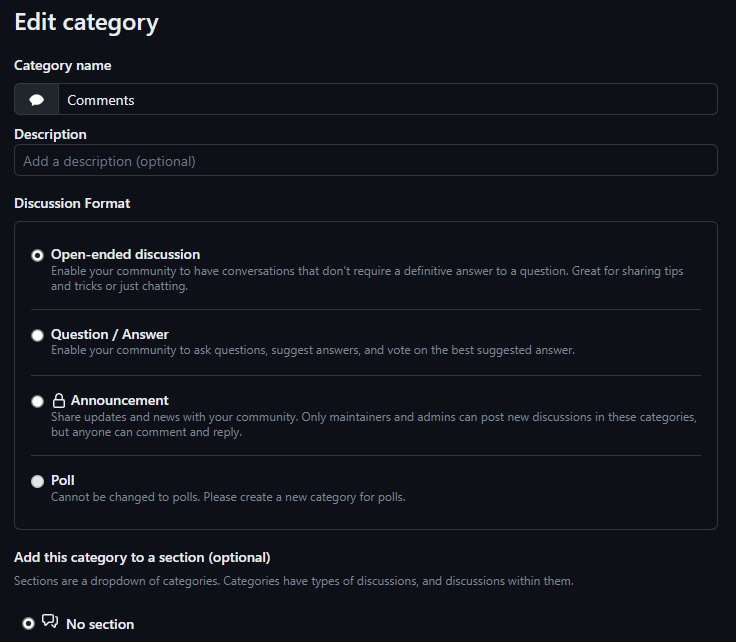 Edit category
Category name
Comments
Description
Add a description (optional)
Discussion Format
Open-ended discussion
Enable your community to have conversations that don't require a definitive answer to a question. Great for sharing tips
and tricks or just chatting.
Question / Answer
Enable your community to ask questions, suggest answers, and vote on the best suggested answer.
Announcement
Share updates and news with your community. Only maintainers and admins can post new discussions in these categories,
but anyone can comment and reply.
Poll
Cannot be changed to polls. Please create a new category for polls.
Add this category to a section (optional)
Sections are a dropdown of categories. Categories have types of discussions, and discussions within them.
No section